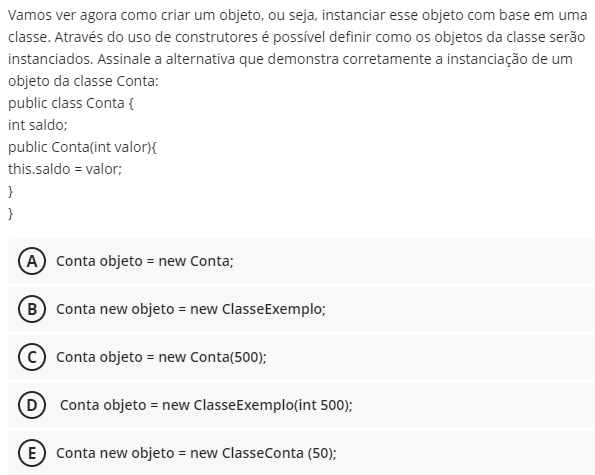 Vamos ver agora como criar um objeto, ou seja, instanciar esse objeto com base em uma
classe. Através do uso de construtores é possível definir como os objetos da classe serão
instanciados. Assinale a alternativa que demonstra corretamente a instanciação de um
objeto da classe Conta:
public class Conta {
int saldo;
public Conta(int valor){
this.saldo = valor;
}
}
A Conta objeto = new Conta;
B Conta new objeto = new ClasseExemplo;
C Conta objeto = new Conta(500);
D Conta objeto = new ClasseExemplo(int 500);
E Conta new objeto = new ClasseConta (50);